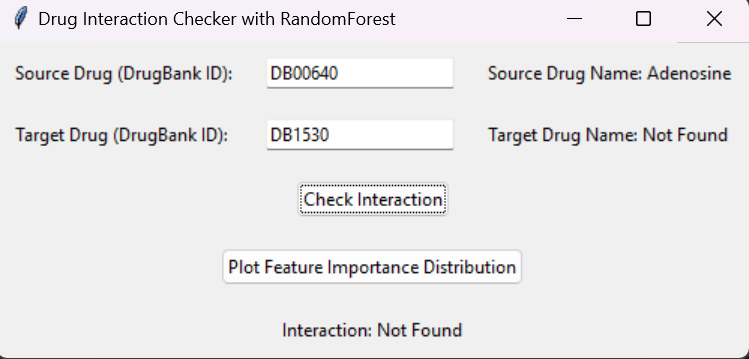 Drug Interaction Checker with RandomForest
Source Drug (DrugBank ID): DB00640 Source Drug Name: Adenosine
Target Drug (DrugBank ID): DB1530 Target Drug Name: Not Found
Check Interaction
Plot Feature Importance Distribution
Interaction: Not Found